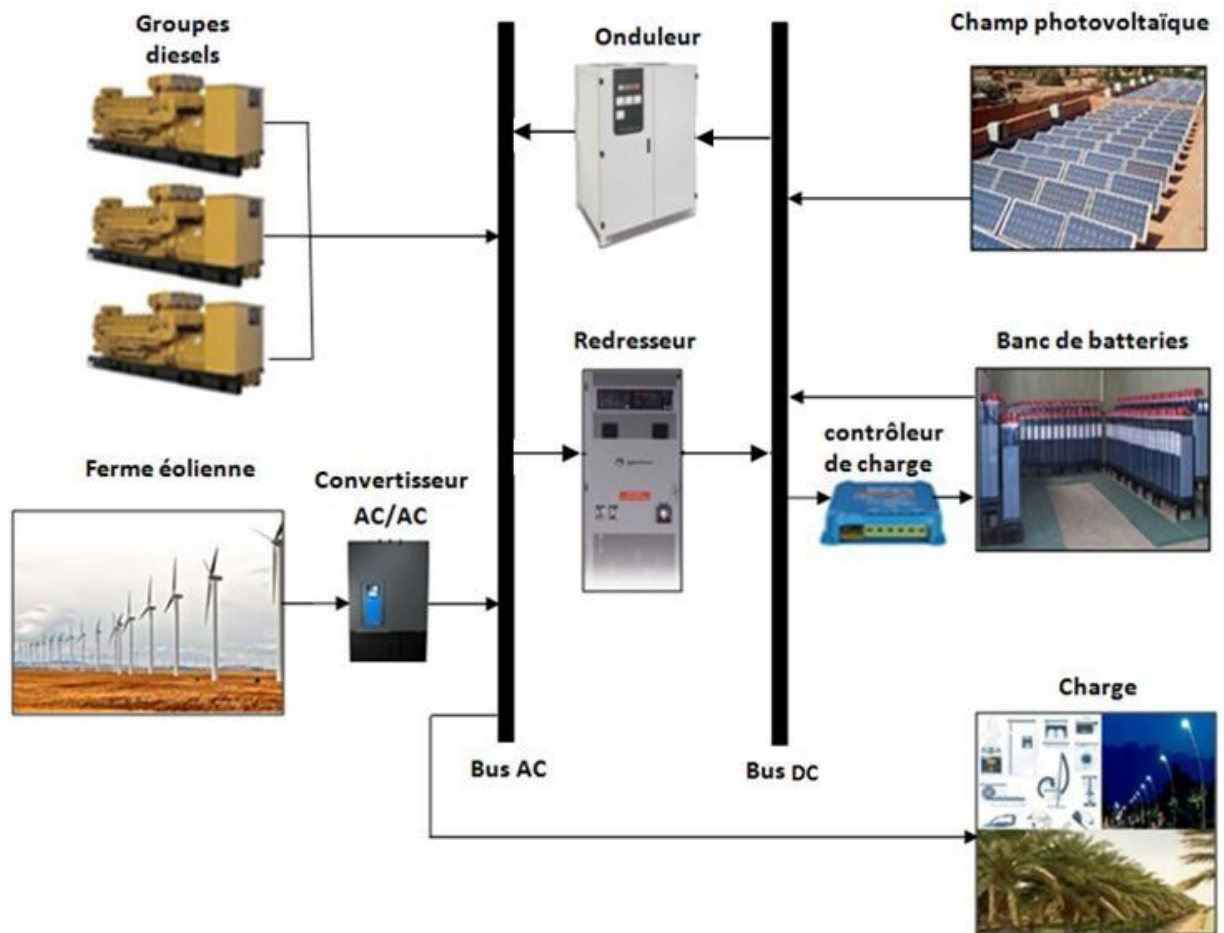 Groupes
diesels
Onduleur
Champ photovoltaïque
Redresseur
Banc de batteries
contrôleur
de charge
Ferme éolienne
Convertisseur
AC/AC
Charge
Bus AC
Bus DC